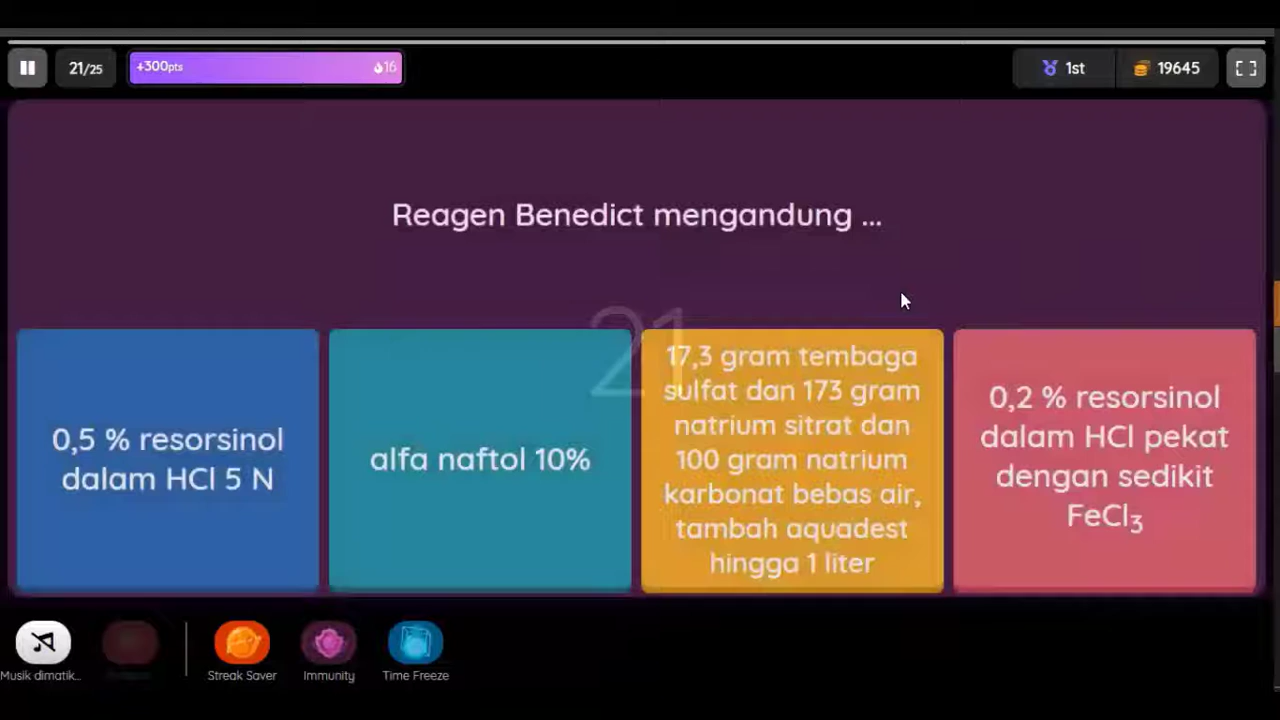 21/25
+300pts
16
1st
19645
Reagen Benedict mengandung ...
21
0,5 % resorsinol
dalam HCl 5 N
alfa naftol 10%
17,3 gram tembaga
sulfat dan 173 gram
natrium sitrat dan
100 gram natrium
karbonat bebas air,
tambah aquadest
hingga 1 liter
0,2 % resorsinol
dalam HCl pekat
dengan sedikit
FeCl₃
Musik dimatik...
Streak Saver
Immunity
Time Freeze